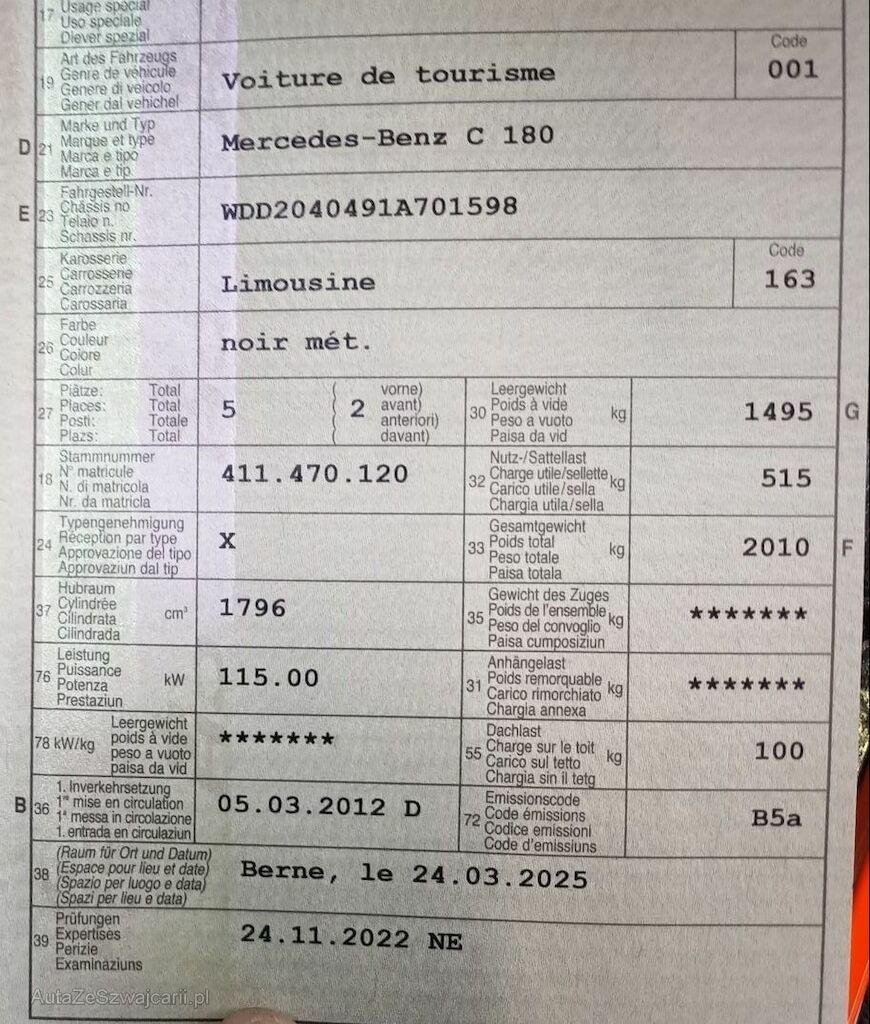 17 Usage spécial
Uso speciale
Diever spezial
19 Art des Fahrzeugs
Genre de véhicule
Genere di veicolo
Gener dal vehichel
Voiture de tourisme
Code
001
D 21 Marke und Typ
Marque et type
Marca e tipo
Marca e tip
Mercedes-Benz C 180
E 23 Fahrgestell-Nr.
Châssis no
Telaio n.
Schassis nr.
WDD2040491A701598
25 Karosserie
Carrosserie
Carrozzeria
Carossaria
Limousine
Code
163
26 Farbe
Couleur
Colore
Colur
noir mét.
27 Plätze: Total
Places: Total
Posti: Totale
Plazs: Total
5 ( 2 vorne)
( avant)
( anteriori)
( davant)
30 Leergewicht
Poids à vide
Peso a vuoto
Paisa da vid
kg 1495 G
18 Stammnummer
N° matricule
N. di matricola
Nr. da matricla
411.470.120
32 Nutz-/Sattellast
Charge utile/sellette
Carico utile/sella
Chargia utila/sella
kg 515
24 Typengenehmigung
Réception par type
Approvazione del tipo
Approvaziun dal tip
X
33 Gesamtgewicht
Poids total
Peso totale
Paisa totala
kg 2010 F
37 Hubraum
Cylindrée
Cilindrata
Cilindrada
cm³ 1796
35 Gewicht des Zuges
Poids de l'ensemble
Peso del convoglio
Paisa cumposiziun
kg *******
76 Leistung
Puissance
Potenza
Prestaziun
kW 115.00
31 Anhängelast
Poids remorquable
Carico rimorchiato
Chargia annexa
kg *******
78 kW/kg Leergewicht
poids à vide
peso a vuoto
paisa da vid
*******
55 Dachlast
Charge sur le toit
Carico sul tetto
Chargia sin il tetg
kg 100
B 36 1. Inverkehrsetzung
1re mise en circulation
1a messa in circolazione
1. entrada en circulaziun
05.03.2012 D
72 Emissionscode
Code émissions
Codice emissioni
Code d'emissiuns
B5a
38 (Raum für Ort und Datum)
(Espace pour lieu et date)
(Spazio per luogo e data)
(Spazi per lieu e data)
Berne, le 24.03.2025
39 Prüfungen
Expertises
Perizie
Examinaziuns
24.11.2022 NE
AutaZeSzwajcarii.pl